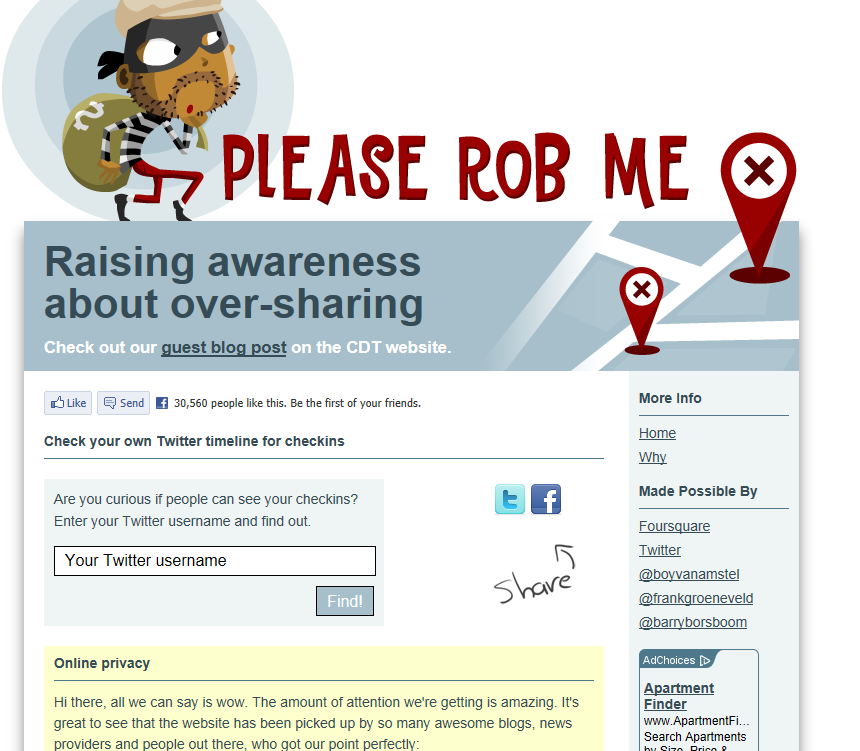 PLEASE ROB ME
Raising awareness
about over-sharing
Check out our guest blog post on the CDT website.
Like
Send
30,560 people like this. Be the first of your friends.
Check your own Twitter timeline for checkins
Are you curious if people can see your checkins?
Enter your Twitter username and find out.
Your Twitter username
Find!
share
Online privacy
Hi there, all we can say is wow. The amount of attention we're getting is amazing. It's
great to see that the website has been picked up by so many awesome blogs, news
providers and people out there, who got our point perfectly:
More Info
Home
Why
Made Possible By
Foursquare
Twitter
@boyvanamstel
@frankgroeneveld
@barryborsboom
AdChoices
Apartment
Finder
www.ApartmentFi...
Search Apartments
by Size, Price &